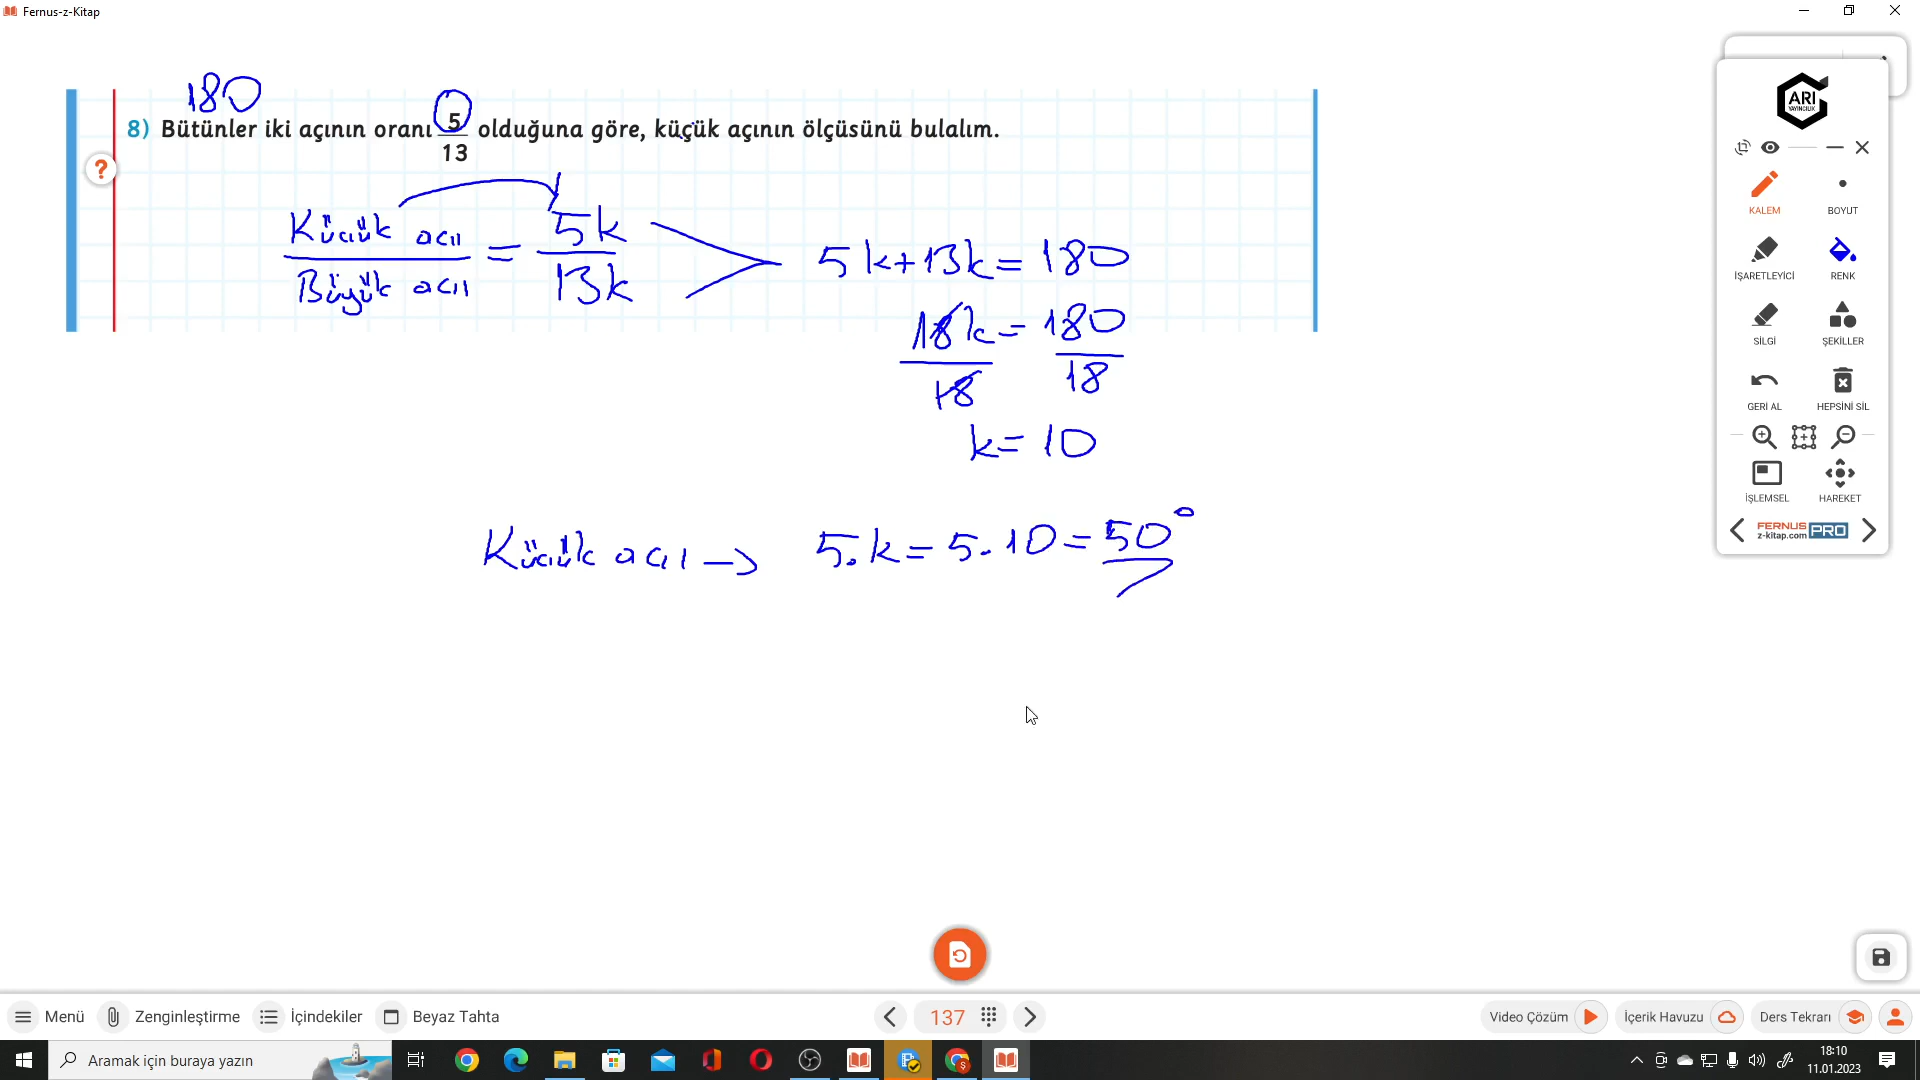 Fernus-z-Kitap
180
8) Bütünler iki açının oranı 5/13 olduğuna göre, küçük açının ölçüsünü bulalım.
?
Küçük açı / Büyük açı = 5k / 13k
5k+13k=180
18k/18 = 180/18
k=10
Küçük açı → 5.k=5.10=50°
ARI
YAYINCILIK
KALEM
BOYUT
İŞARETLEYİCİ
RENK
SİLGİ
ŞEKİLLER
GERİ AL
HEPSİNİ SİL
İŞLEMSEL
HAREKET
FERNUS
z-kitap.com PRO
Menü
Zenginleştirme
İçindekiler
Beyaz Tahta
137
Video Çözüm
İçerik Havuzu
Ders Tekrarı
Aramak için buraya yazın
18:10
11.01.2023